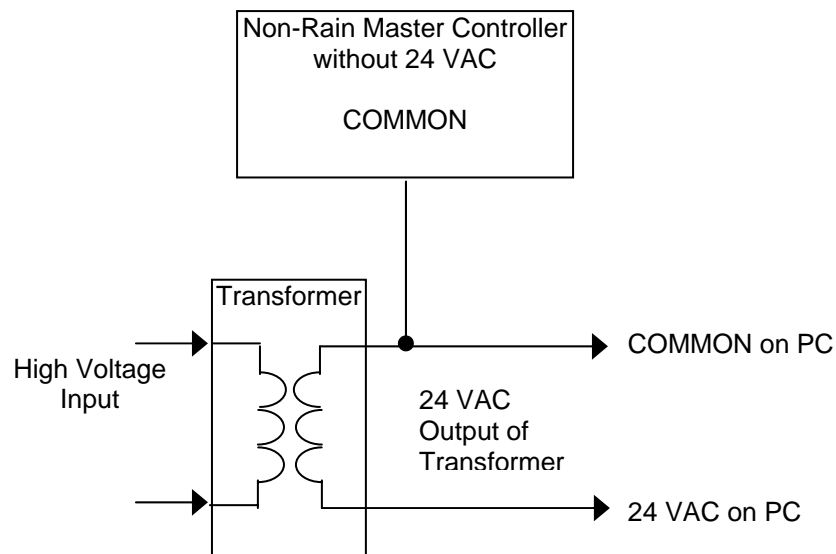 Non-Rain Master Controller
without 24 VAC
COMMON
Transformer
High Voltage
Input
COMMON on PC
24 VAC
Output of
Transformer
24 VAC on PC